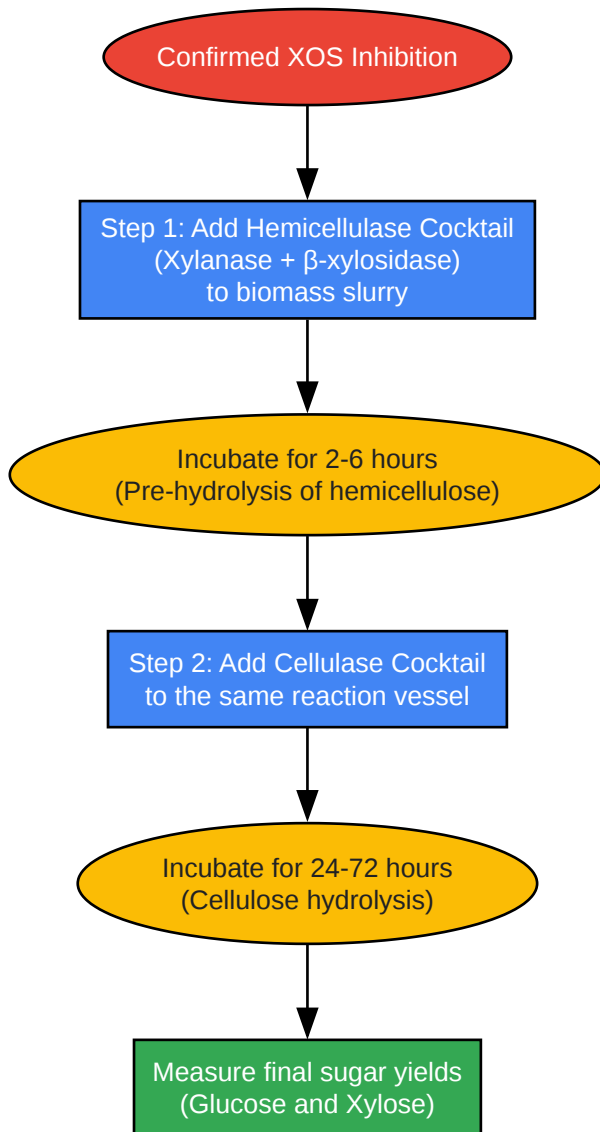 Confirmed XOS Inhibition
Step 1: Add Hemicellulase Cocktail
(Xylanase + β-xylosidase)
to biomass slurry
Incubate for 2-6 hours
(Pre-hydrolysis of hemicellulose)
Step 2: Add Cellulase Cocktail
to the same reaction vessel
Incubate for 24-72 hours
(Cellulose hydrolysis)
Measure final sugar yields
(Glucose and Xylose)